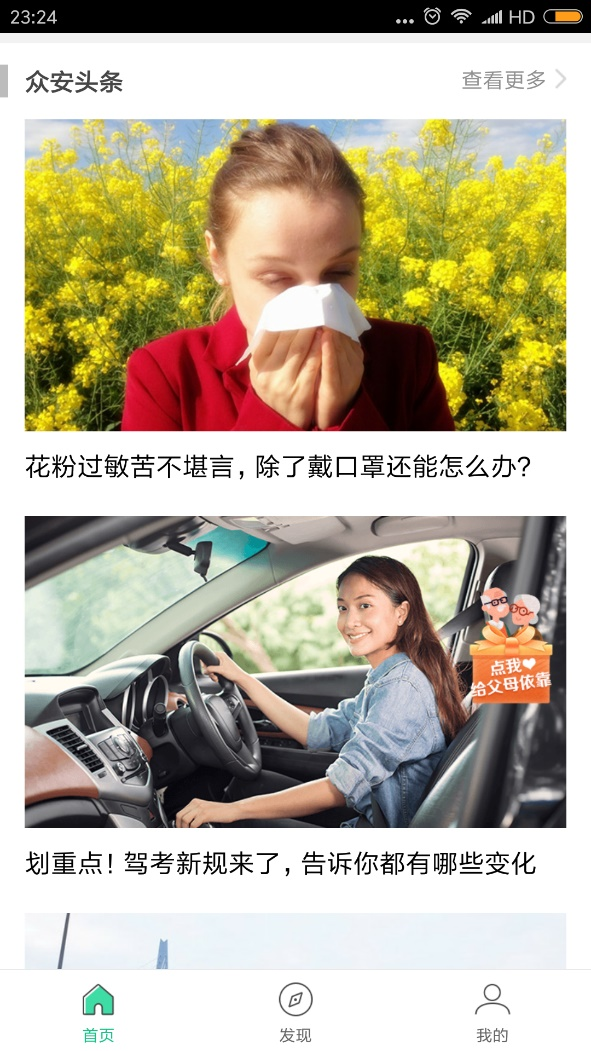 23:24
HD
众安头条
查看更多
花粉过敏苦不堪言，除了戴口罩还能怎么办？
点我
给父母依靠
划重点！驾考新规来了，告诉你都有哪些变化
首页
发现
我的